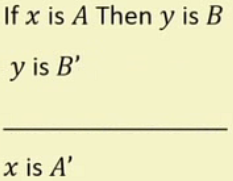 If x is A Then y is B
y is B’
x is A’